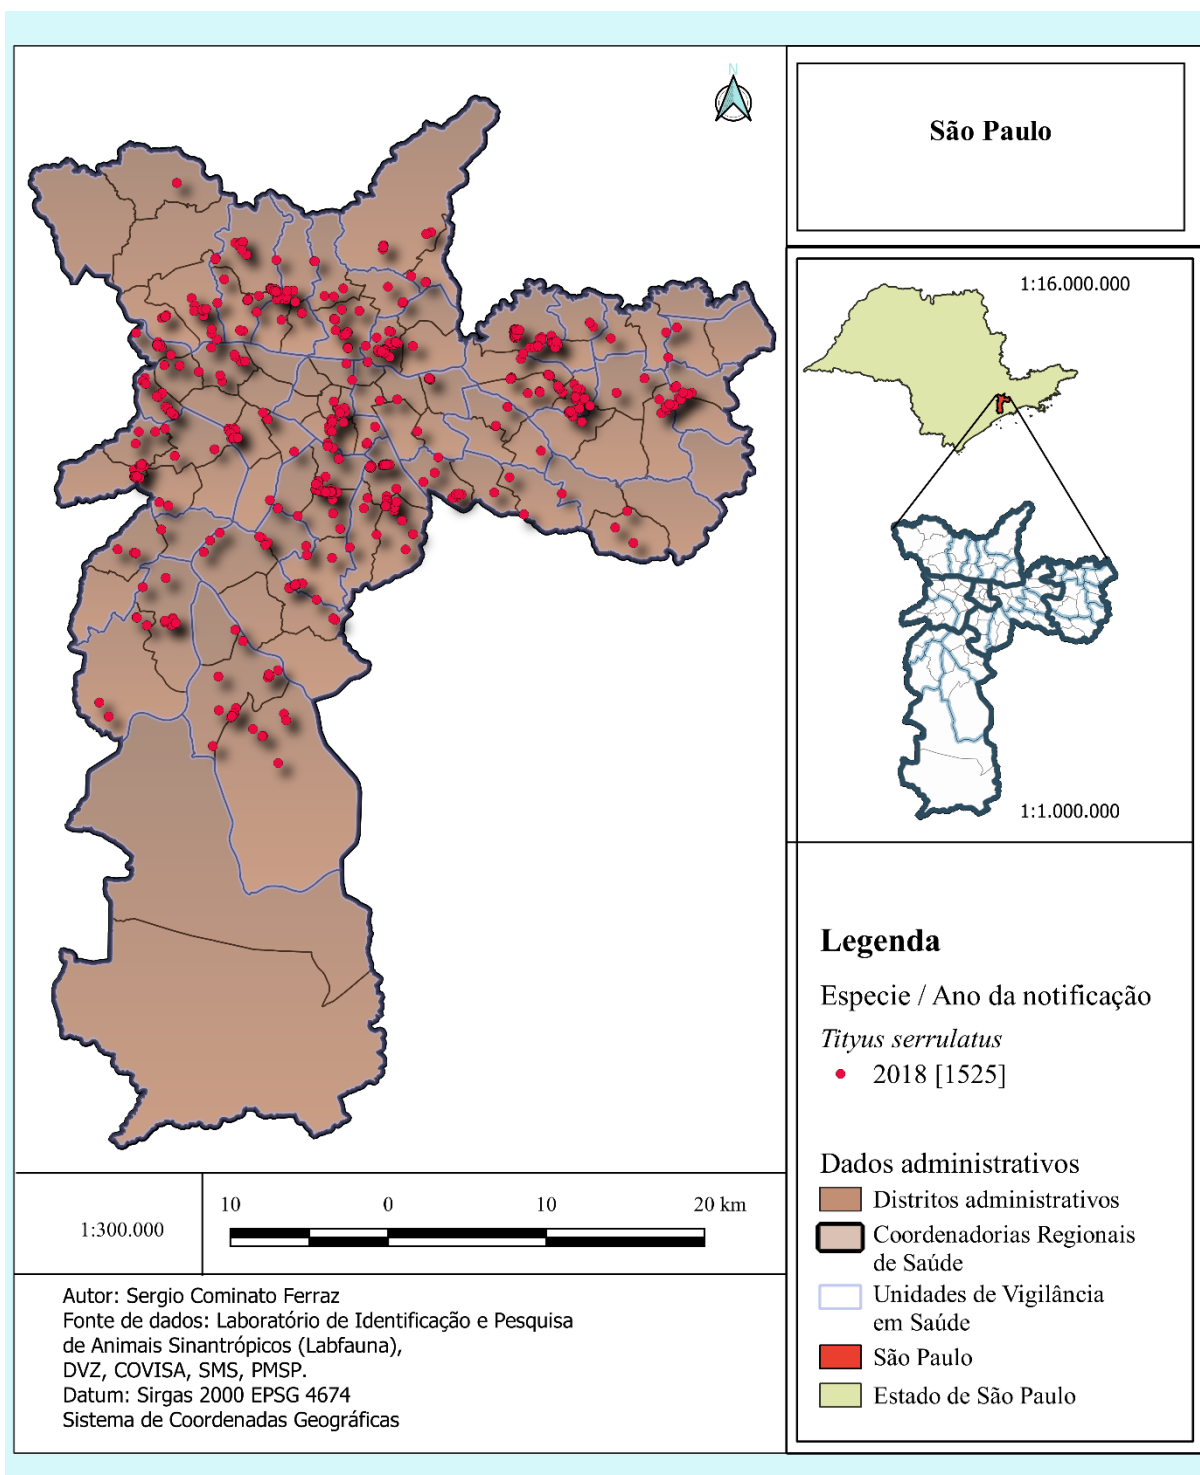 N
São Paulo
1:16.000.000
1:1.000.000
Legenda
Especie / Ano da notificação
Tityus serrulatus
2018 [1525]
Dados administrativos
Distritos administrativos
Coordenadorias Regionais
de Saúde
Unidades de Vigilância
em Saúde
São Paulo
Estado de São Paulo
1:300.000
10 0 10 20 km
Autor: Sergio Cominato Ferraz
Fonte de dados: Laboratório de Identificação e Pesquisa
de Animais Sinantrópicos (Labfauna),
DVZ, COVISA, SMS, PMSP.
Datum: Sirgas 2000 EPSG 4674
Sistema de Coordenadas Geográficas